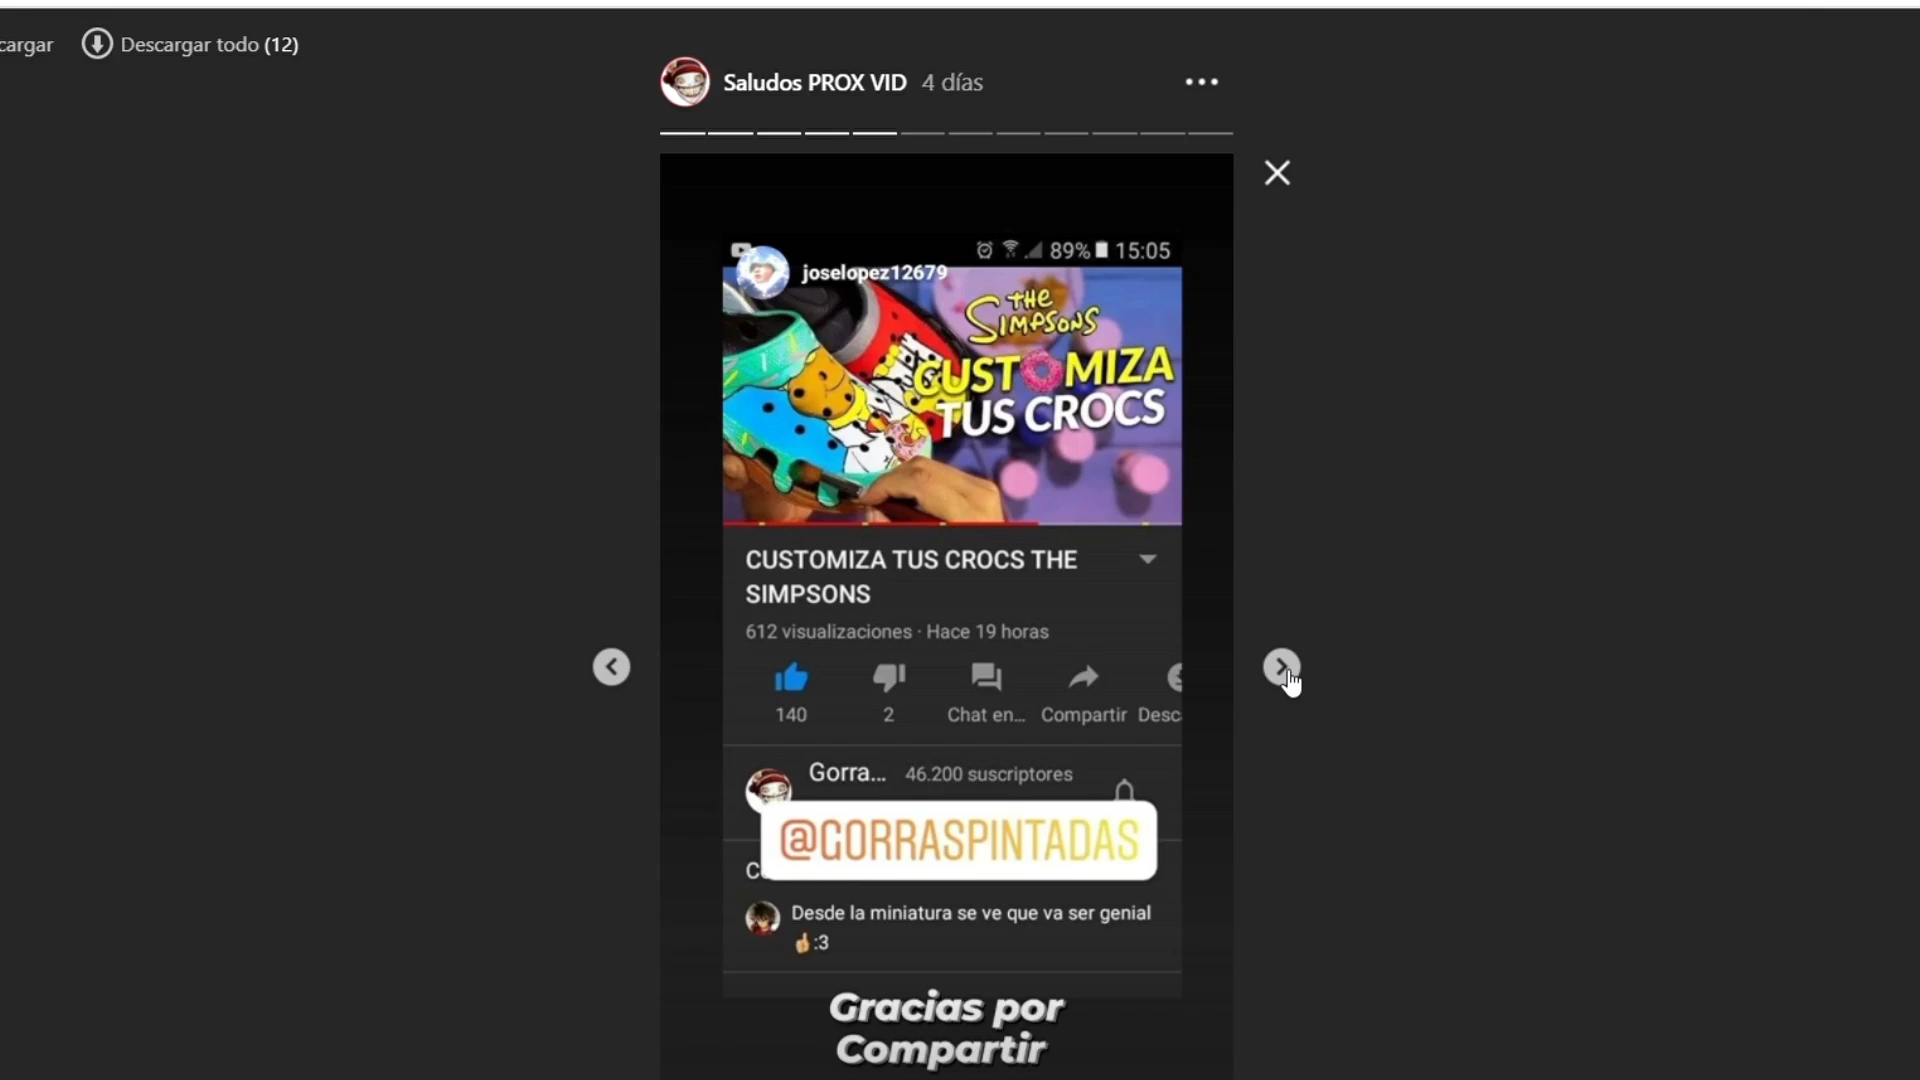 cargar
Descargar todo (12)
Saludos PROX VID 4 días
89% 15:05
joselopez12679
THE
SIMPSONS
CUSTOMIZA
TUS CROCS
CUSTOMIZA TUS CROCS THE
SIMPSONS
612 visualizaciones · Hace 19 horas
140 2 Chat en... Compartir Desc
Gorra... 46.200 suscriptores
@GORRASPINTADAS
C
Desde la miniatura se ve que va ser genial
👍:3
Gracias por
Compartir